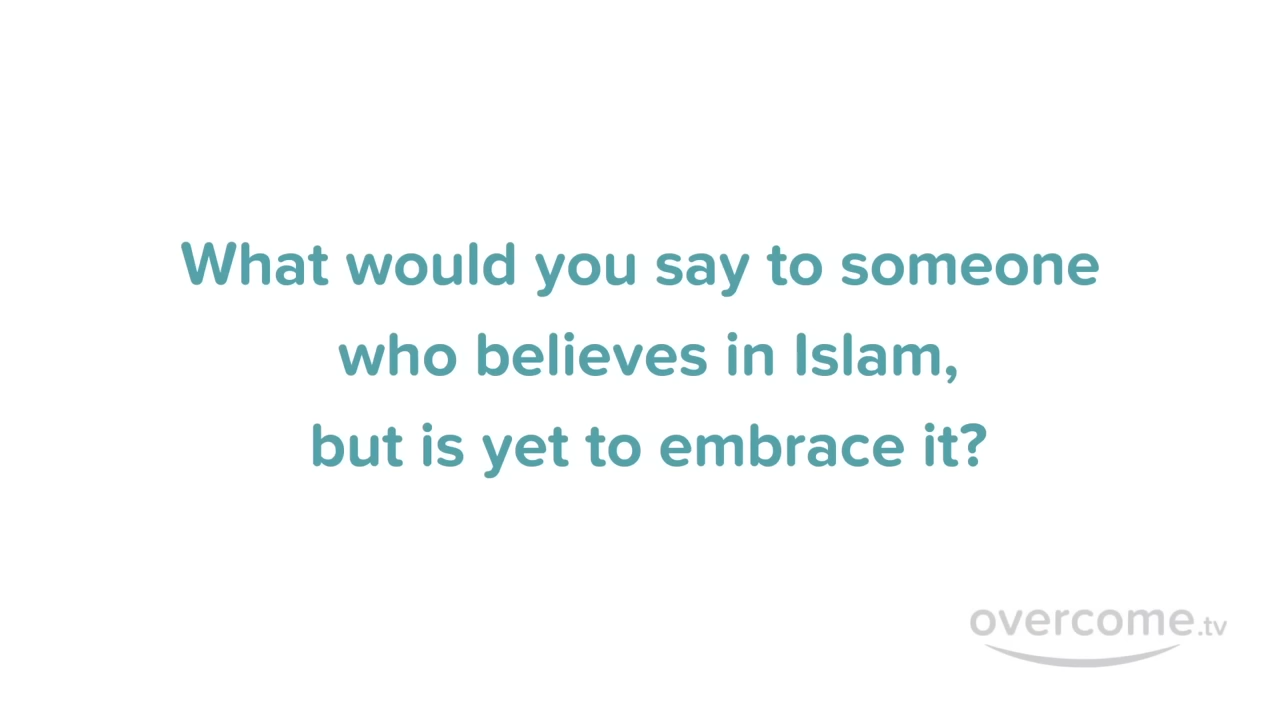 What would you say to someone
who believes in Islam,
but is yet to embrace it?
overcome.tv